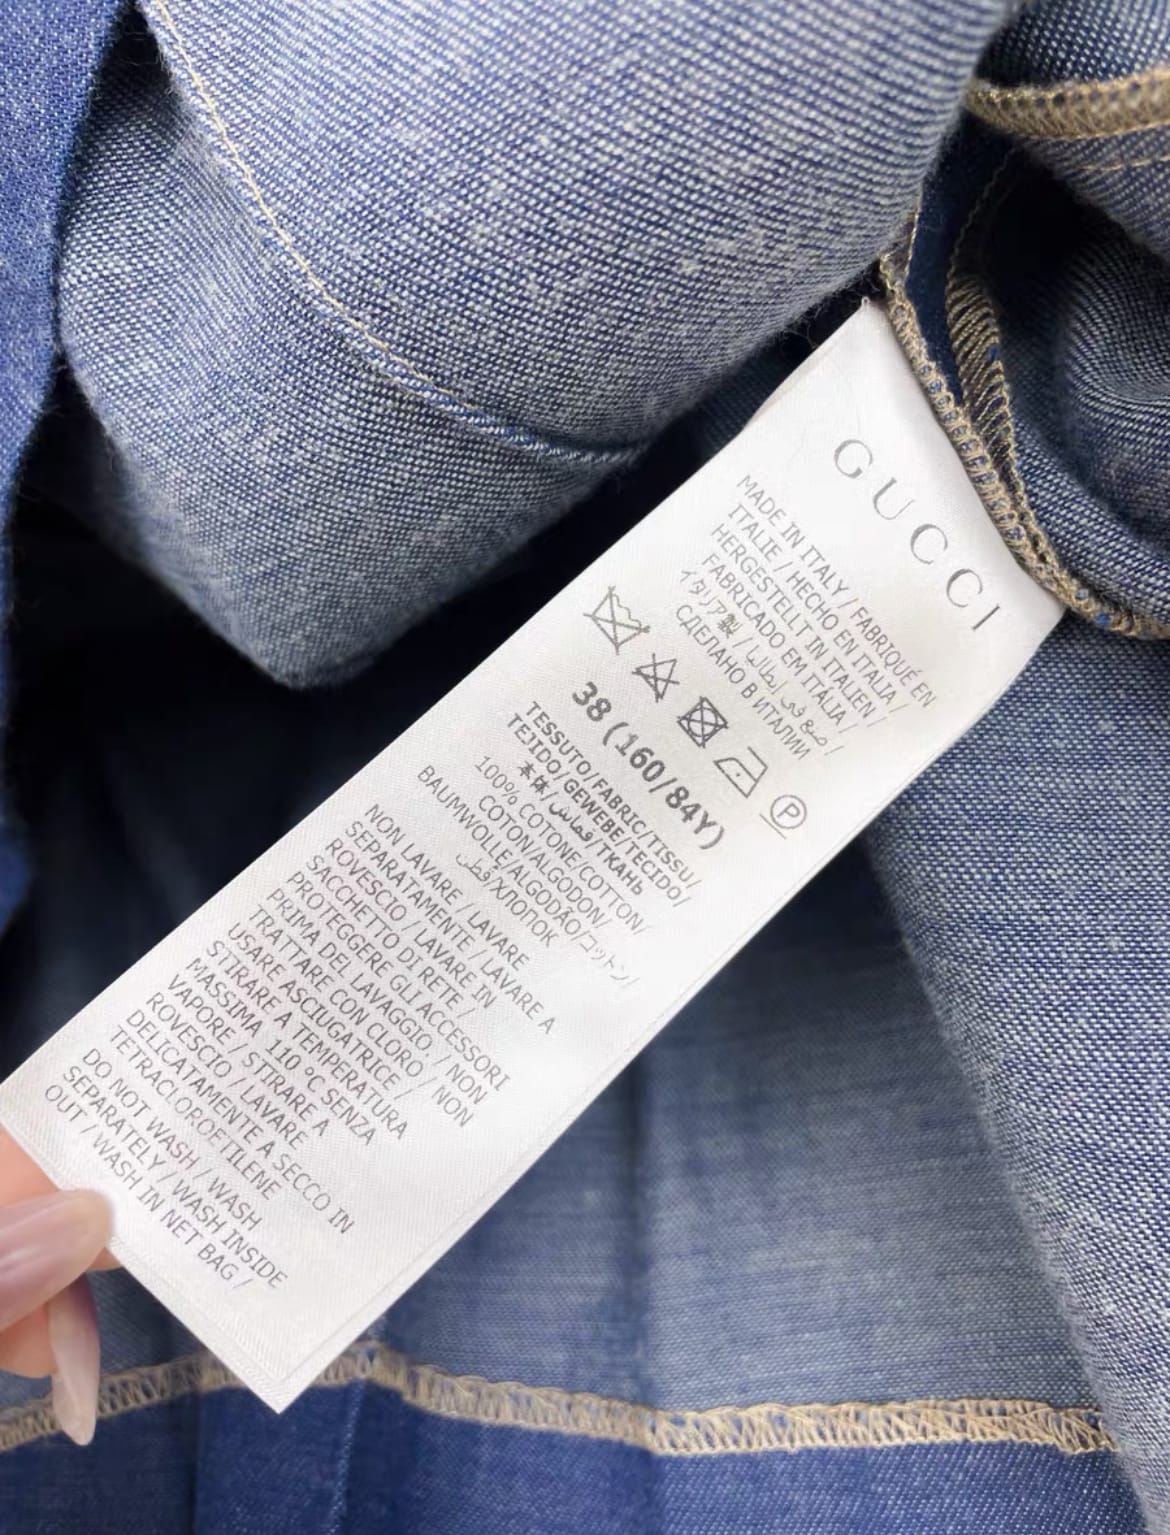 GUCCI
MADE IN ITALY / FABRIQUÉ EN
ITALIE / HECHO EN ITALIA /
HERGESTELLT IN ITALIEN /
FABRICADO EM ITÁLIA /
イタリア製 / صنع في إيطاليا /
СДЕЛАНО В ИТАЛИИ
P
38 (160/84Y)
TESSUTO/FABRIC/TISSU/
TEJIDO/GEWEBE/TECIDO/
本体/قماش/ТКАНЬ
100% COTONE/COTTON/
COTON/ALGODON/
BAUMWOLLE/ALGODÃO/コットン/
قطن/ХЛОПОК
NON LAVARE / LAVARE
SEPARATAMENTE / LAVARE A
ROVESCIO / LAVARE IN
SACCHETTO DI RETE /
PROTEGGERE GLI ACCESSORI
PRIMA DEL LAVAGGIO. / NON
TRATTARE CON CLORO / NON
USARE ASCIUGATRICE /
STIRARE A TEMPERATURA
MASSIMA 110 °C SENZA
VAPORE / STIRARE A
ROVESCIO / LAVARE
DELICATAMENTE A SECCO IN
TETRACLOROETILENE
DO NOT WASH / WASH
SEPARATELY / WASH INSIDE
OUT / WASH IN NET BAG /